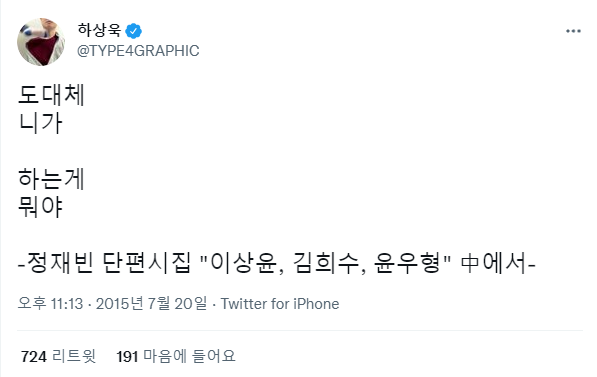 하상욱
@TYPE4GRAPHIC
도대체
니가
하는게
뭐야
-정재빈 단편시집 "이상윤, 김희수, 윤우형" 中에서-
오후 11:13 · 2015년 7월 20일 · Twitter for iPhone
724 리트윗 191 마음에 들어요